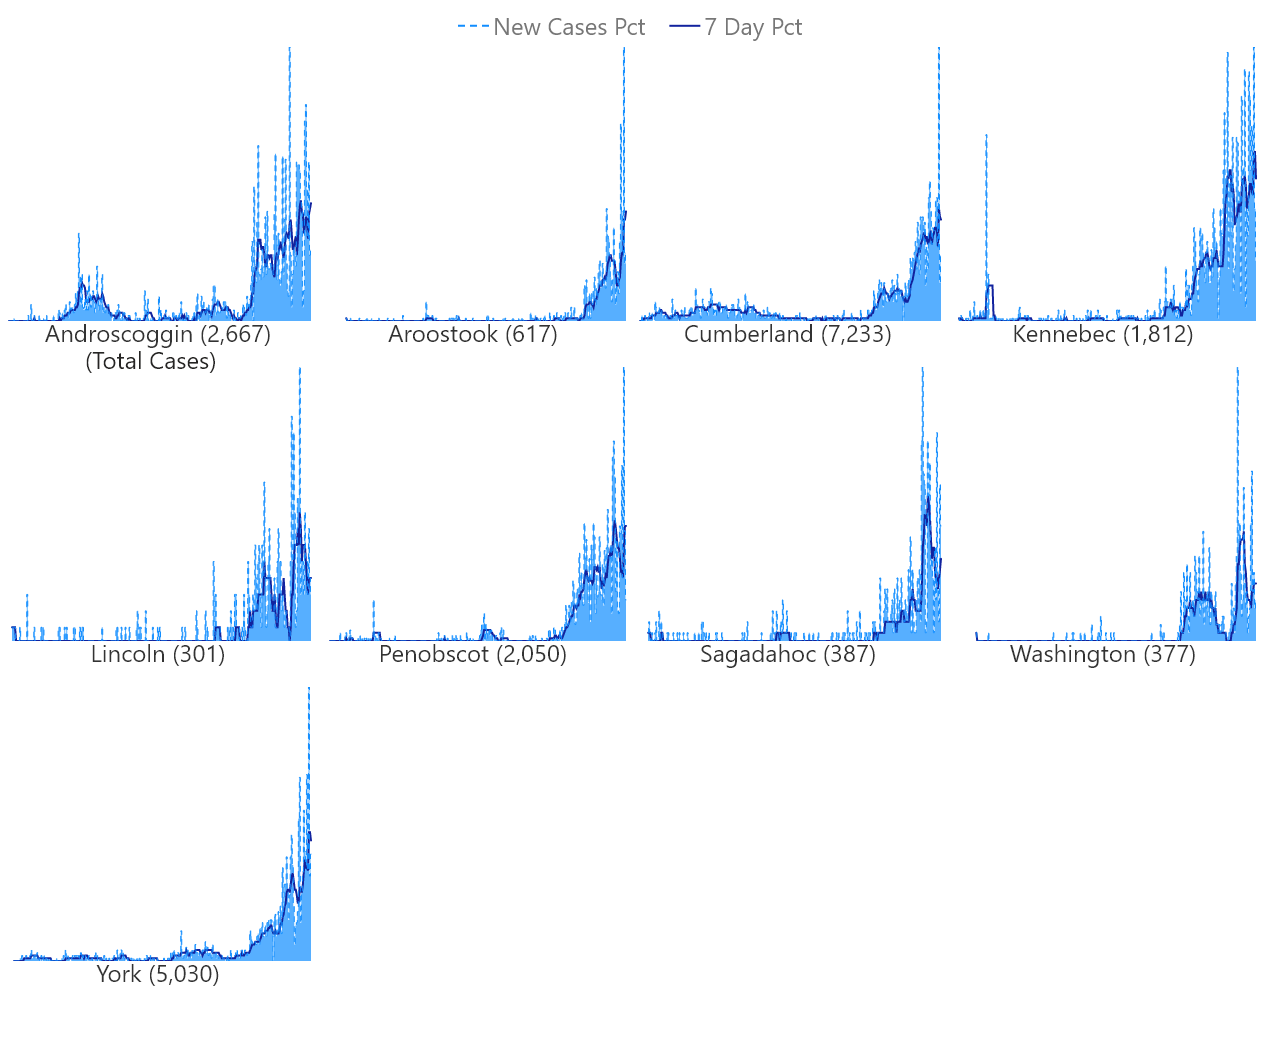 New Cases Pct 7 Day Pct
Androscoggin (2,667) Aroostook (617) Cumberland (7,233) Kennebec (1,812)
(Total Cases)
Lincoln (301) Penobscot (2,050) Sagadahoc (387) Washington (377)
York (5,030)